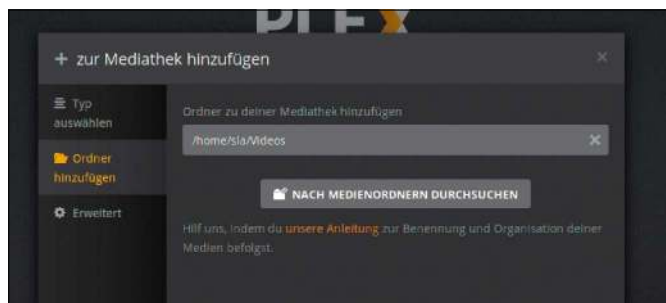 PLEX
+ zur Mediathek hinzufügen
×
Typ
auswählen
Ordner
hinzufügen
Erweitert
Ordner zu deiner Mediathek hinzufügen
/home/sla/Videos
×
NACH MEDIENORDNERN DURCHSUCHEN
Hilf uns, indem du unsere Anleitung zur Benennung und Organisation deiner
Medien befolgst.